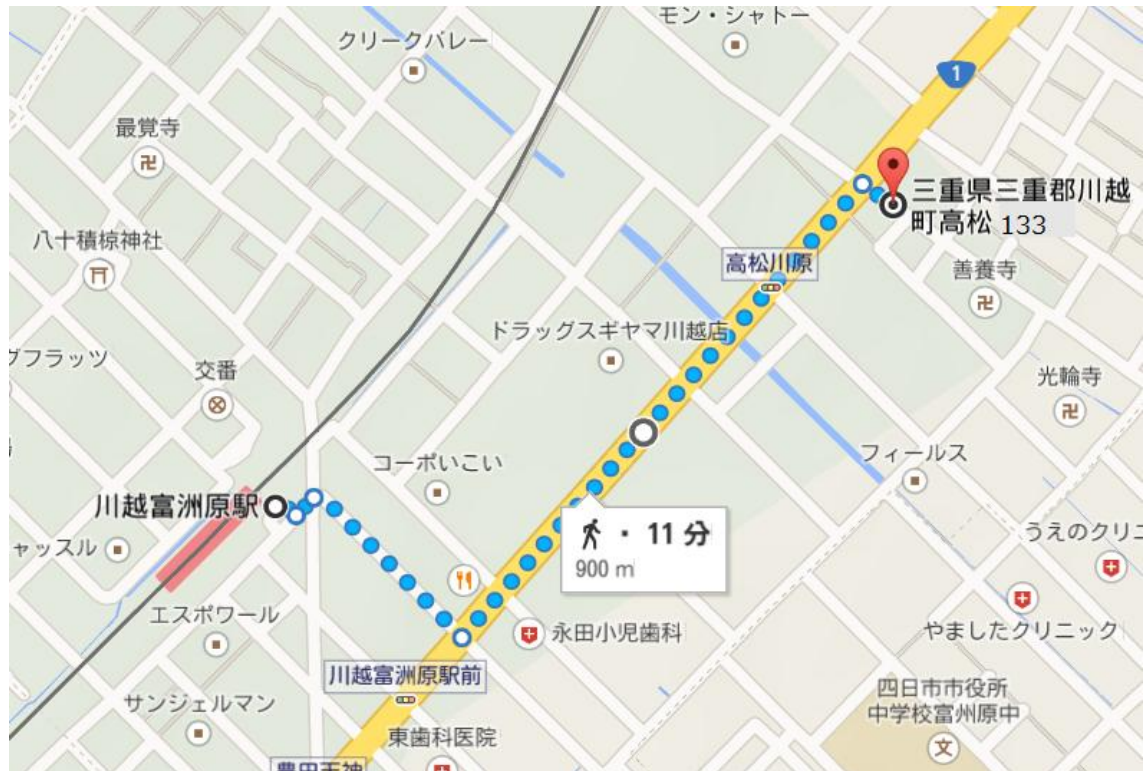 モン・シャトー
クリークバレー
1
最覚寺
三重県三重郡川越
町高松 133
八十積椋神社
高松川原
善養寺
ドラッグスギヤマ川越店
グフラッツ
交番
光輪寺
コーポいこい
フィールス
川越富洲原駅
・ 11 分
900 m
ャッスル
うえのクリニ
エスポワール
永田小児歯科
やましたクリニック
川越富洲原駅前
四日市市役所
中学校富州原中
サンジェルマン
文
東歯科医院